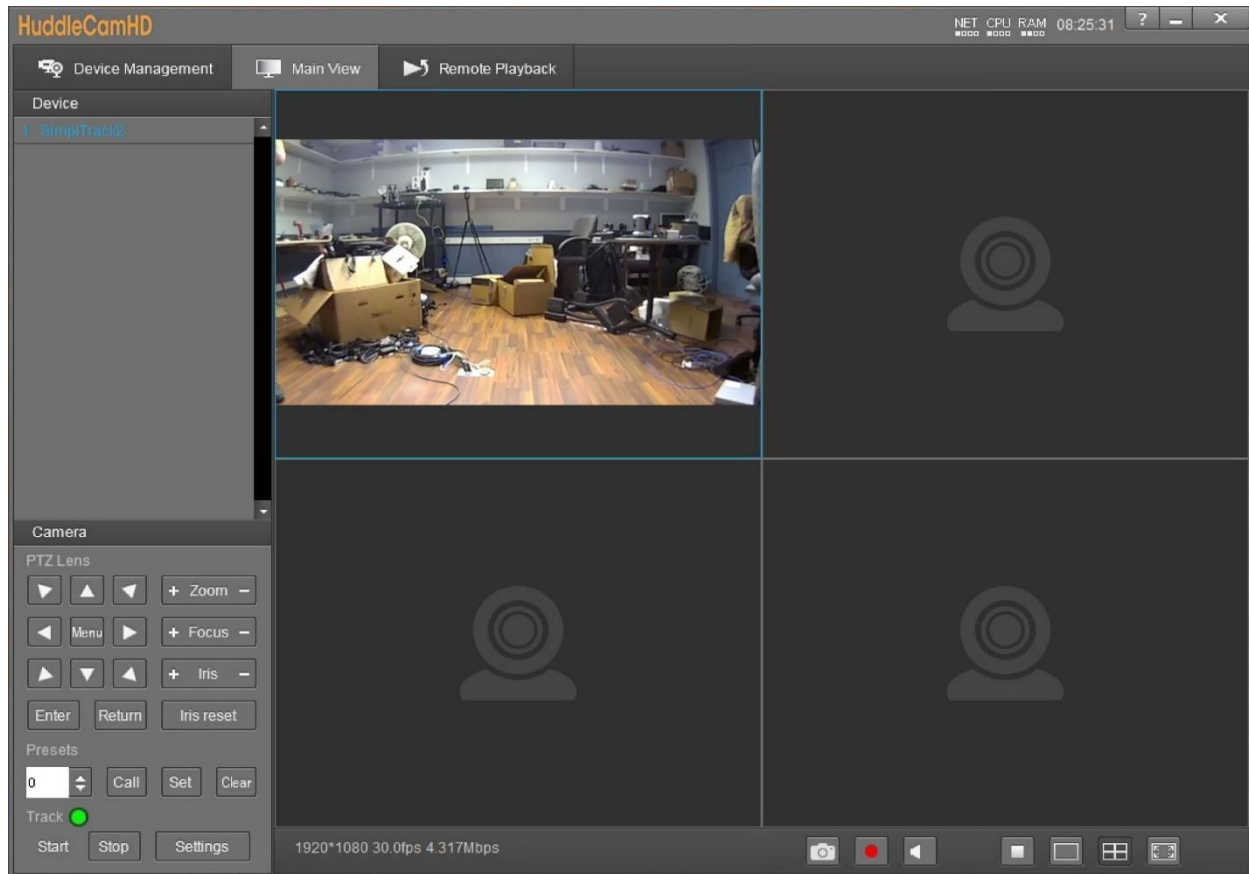 HuddleCamHD
NET CPU RAM 08:25:31 ?
Device Management Main View Remote Playback
Device
1 SimplTrack2
Camera
PTZ Lens
+ Zoom −
Menu + Focus −
+ Iris −
Enter Return Iris reset
Presets
0 Call Set Clear
Track
Start Stop Settings
1920*1080 30.0fps 4.317Mbps